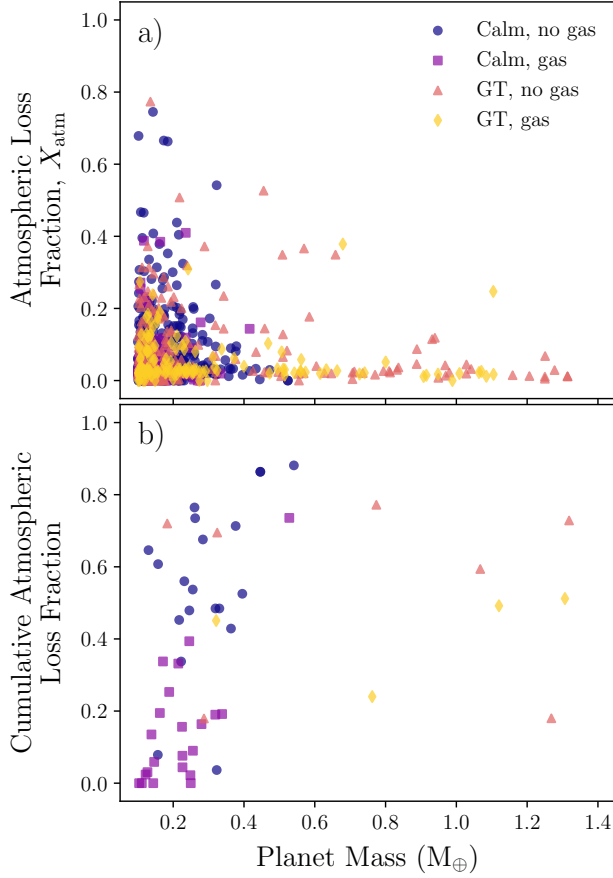 a)
Calm, no gas
Calm, gas
GT, no gas
GT, gas
Atmospheric Loss
Fraction, X_atm
1.0
0.8
0.6
0.4
0.2
0.0
b)
Cumulative Atmospheric
Loss Fraction
1.0
0.8
0.6
0.4
0.2
0.0
0.2 0.4 0.6 0.8 1.0 1.2 1.4
Planet Mass (M⊕)